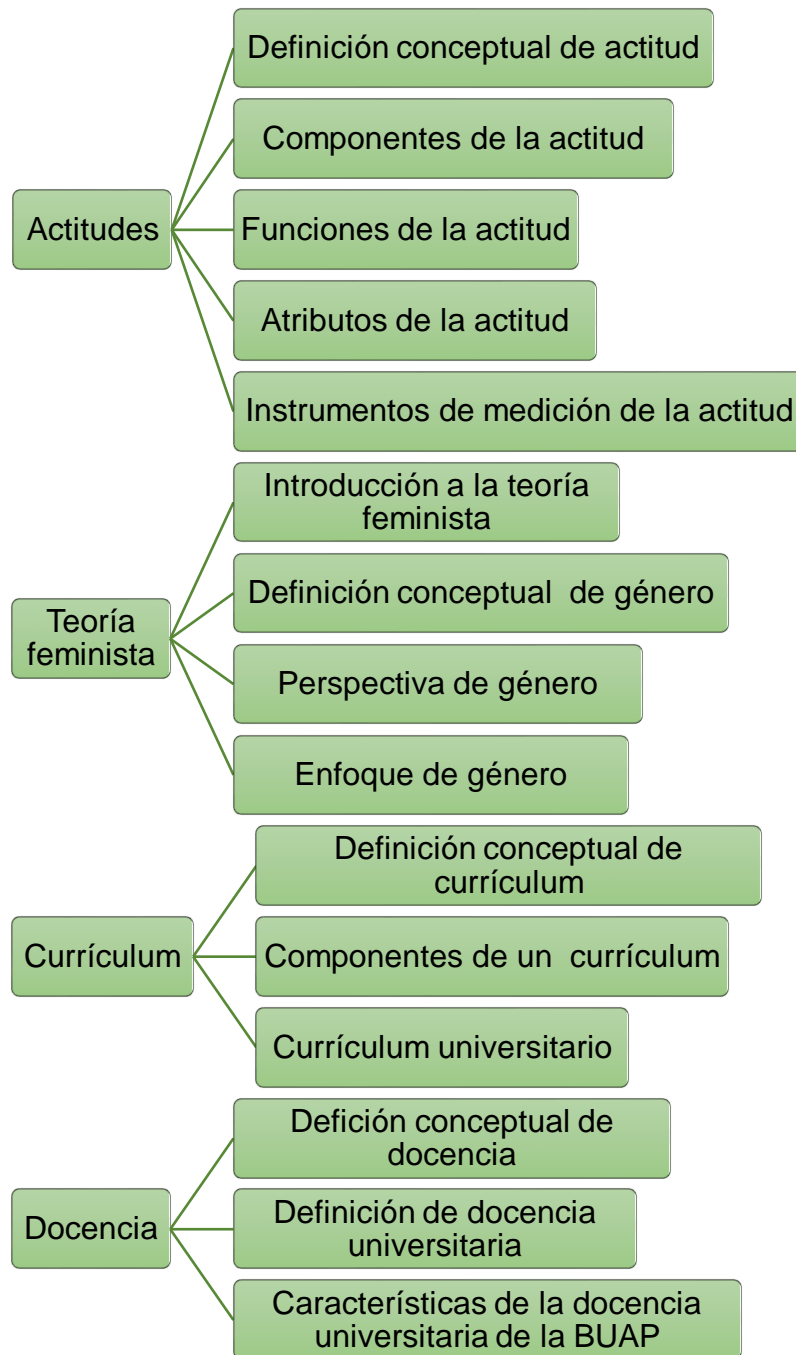 Actitudes
Definición conceptual de actitud
Componentes de la actitud
Funciones de la actitud
Atributos de la actitud
Instrumentos de medición de la actitud
Teoría
feminista
Introducción a la teoría
feminista
Definición conceptual  de género
Perspectiva de género
Enfoque de género
Currículum
Definición conceptual de
currículum
Componentes de un  currículum
Currículum universitario
Docencia
Defición conceptual de
docencia
Definición de docencia
universitaria
Características de la docencia
universitaria de la BUAP